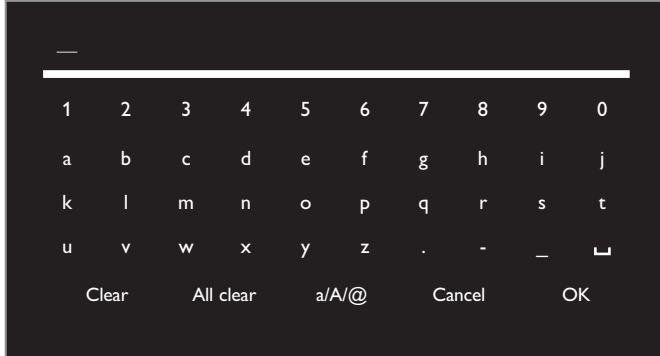 _
1 2 3 4 5 6 7 8 9 0
a b c d e f g h i j
k l m n o p q r s t
u v w x y z . - _ ␣
Clear All clear a/A/@ Cancel OK